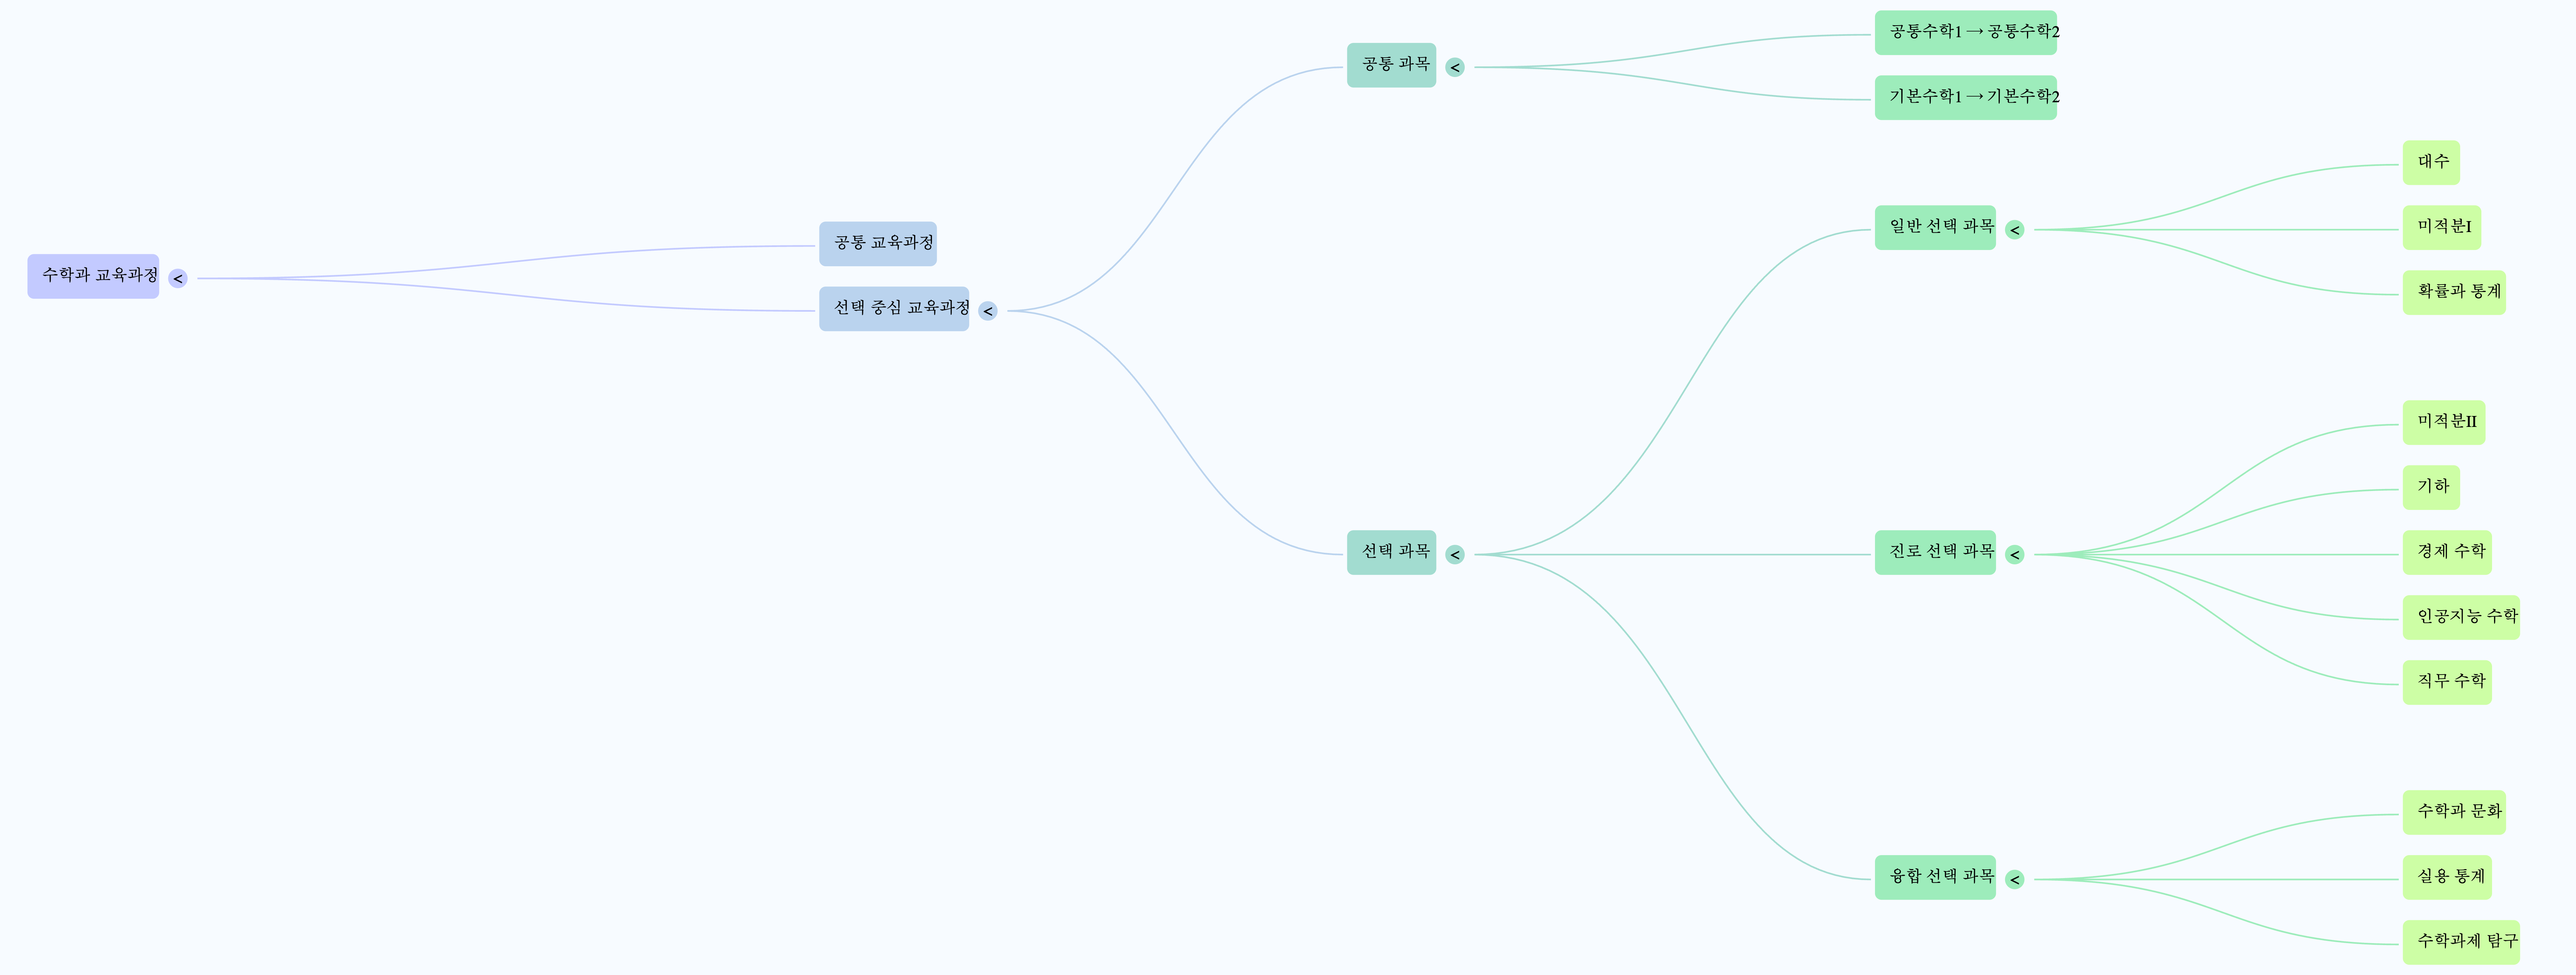 수학과 교육과정
<
공통 교육과정
선택 중심 교육과정
<
공통 과목
<
공통수학1 → 공통수학2
기본수학1 → 기본수학2
선택 과목
<
일반 선택 과목
<
대수
미적분I
확률과 통계
진로 선택 과목
<
미적분II
기하
경제 수학
인공지능 수학
직무 수학
융합 선택 과목
<
수학과 문화
실용 통계
수학과제 탐구